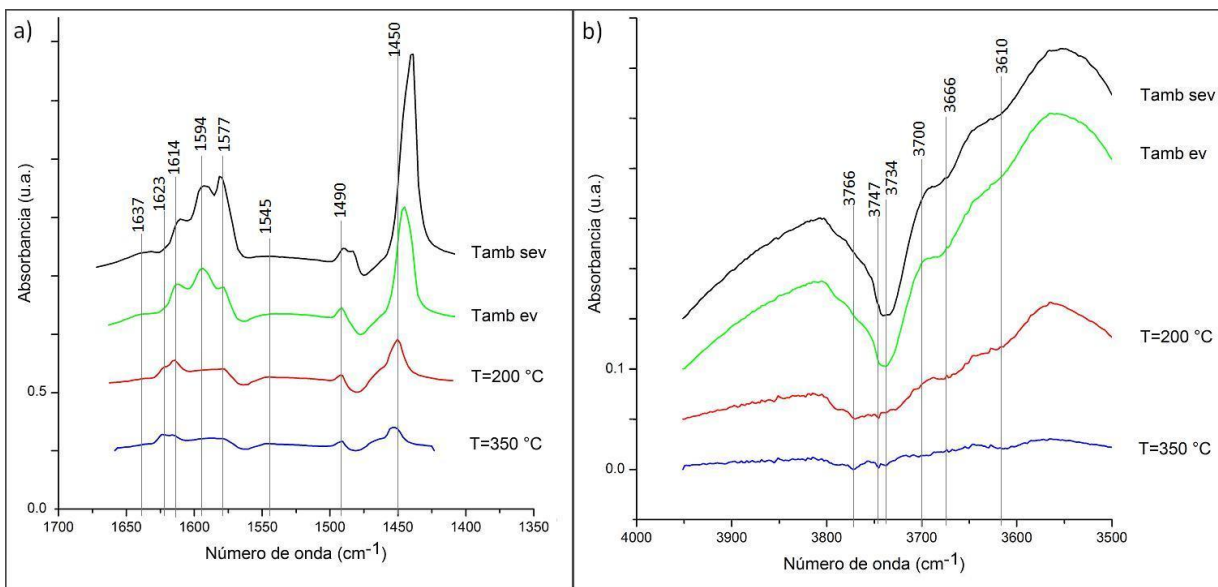 a)
1450
1637
1623
1614
1594
1577
1545
1490
Absorbancia (u.a.)
Tamb sev
Tamb ev
T=200 °C
T=350 °C
0.5
0.0
1700
1650
1600
1550
1500
1450
1400
1350
Número de onda (cm-1)
b)
3766
3747
3734
3700
3666
3610
Absorbancia (u.a.)
Tamb sev
Tamb ev
T=200 °C
T=350 °C
0.1
0.0
4000
3800
3700
3600
3500
Número de onda (cm-1)